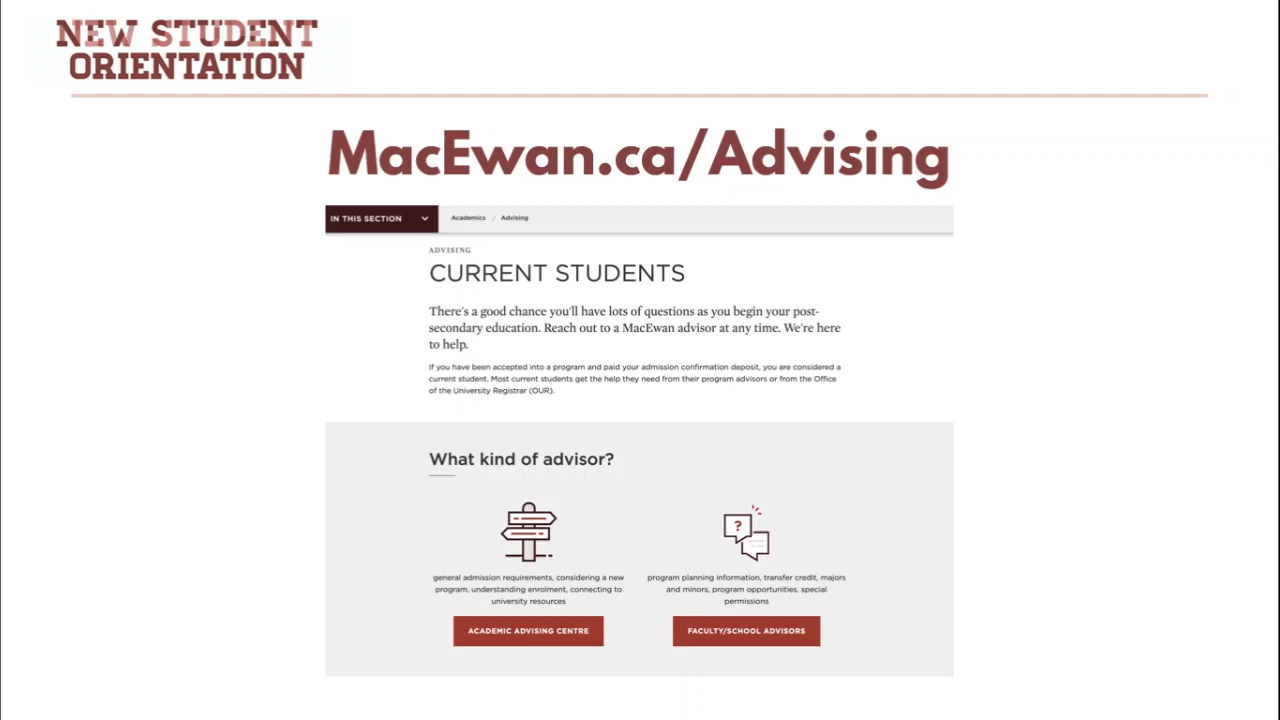 NEW STUDENT
ORIENTATION
MacEwan.ca/Advising
IN THIS SECTION
Academics / Advising
ADVISING
CURRENT STUDENTS
There's a good chance you'll have lots of questions as you begin your post-
secondary education. Reach out to a MacEwan advisor at any time. We're here
to help.
If you have been accepted into a program and paid your admission confirmation deposit, you are considered a
current student. Most current students get the help they need from their program advisors or from the Office
of the University Registrar (OUR).
What kind of advisor?
?
general admission requirements, considering a new
program, understanding enrolment, connecting to
university resources
ACADEMIC ADVISING CENTRE
program planning information, transfer credit, majors
and minors, program opportunities, special
permissions
FACULTY/SCHOOL ADVISORS